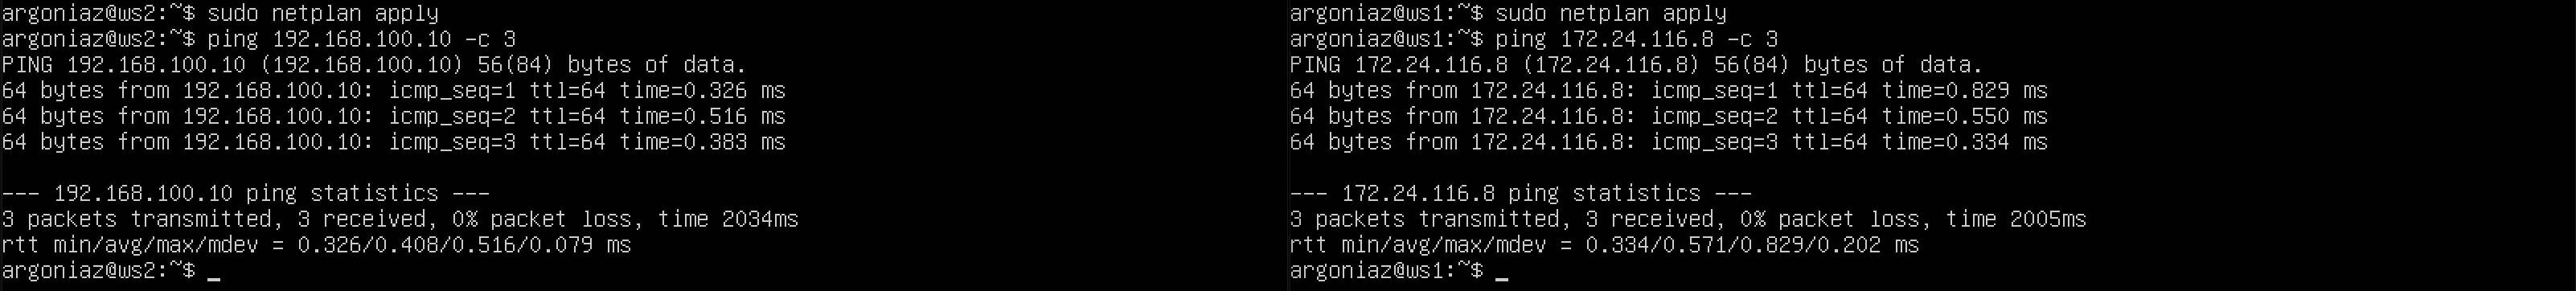 argoniaz@ws2:~$ sudo netplan apply
argoniaz@ws2:~$ ping 192.168.100.10 -c 3
PING 192.168.100.10 (192.168.100.10) 56(84) bytes of data.
64 bytes from 192.168.100.10: icmp_seq=1 ttl=64 time=0.326 ms
64 bytes from 192.168.100.10: icmp_seq=2 ttl=64 time=0.516 ms
64 bytes from 192.168.100.10: icmp_seq=3 ttl=64 time=0.383 ms
--- 192.168.100.10 ping statistics ---
3 packets transmitted, 3 received, 0% packet loss, time 2034ms
rtt min/avg/max/mdev = 0.326/0.408/0.516/0.079 ms
argoniaz@ws2:~$ _
argoniaz@ws1:~$ sudo netplan apply
argoniaz@ws1:~$ ping 172.24.116.8 -c 3
PING 172.24.116.8 (172.24.116.8) 56(84) bytes of data.
64 bytes from 172.24.116.8: icmp_seq=1 ttl=64 time=0.829 ms
64 bytes from 172.24.116.8: icmp_seq=2 ttl=64 time=0.550 ms
64 bytes from 172.24.116.8: icmp_seq=3 ttl=64 time=0.334 ms
--- 172.24.116.8 ping statistics ---
3 packets transmitted, 3 received, 0% packet loss, time 2005ms
rtt min/avg/max/mdev = 0.334/0.571/0.829/0.202 ms
argoniaz@ws1:~$ _